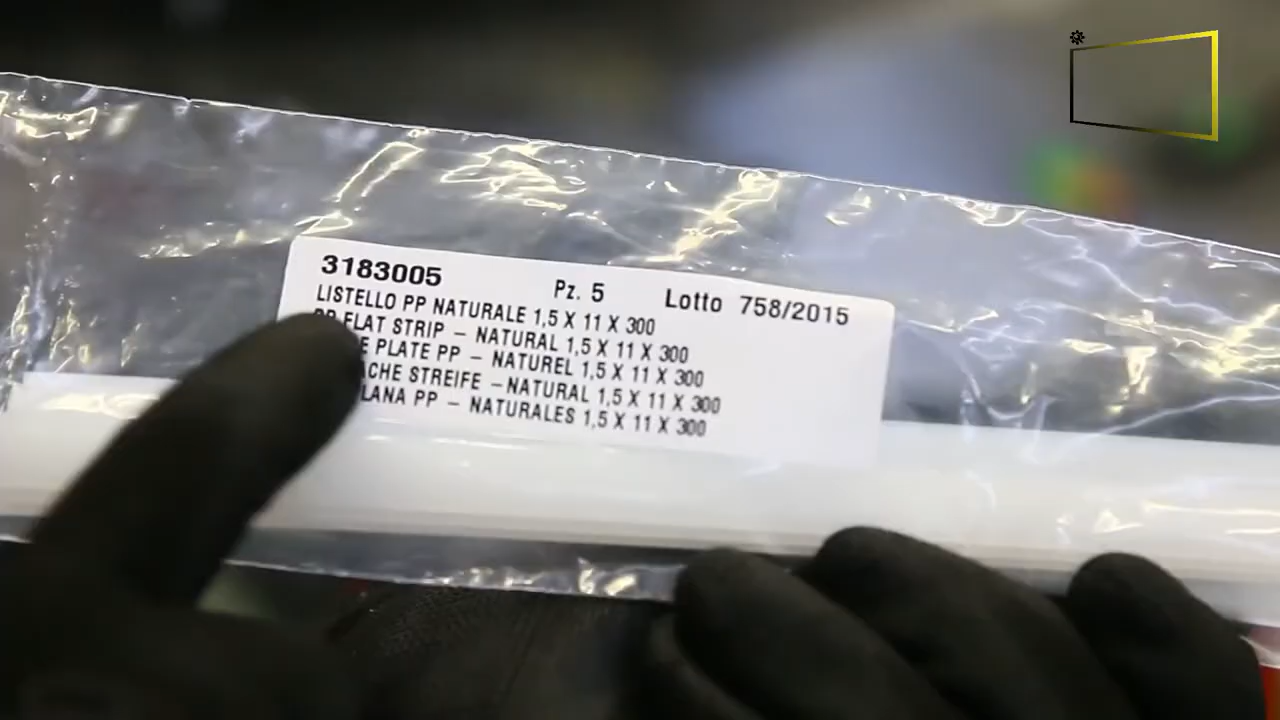 3183005 Pz. 5 Lotto 758/2015
LISTELLO PP NATURALE 1,5 X 11 X 300
PP FLAT STRIP – NATURAL 1,5 X 11 X 300
PLATE PP – NATUREL 1,5 X 11 X 300
STREIFE – NATURAL 1,5 X 11 X 300
PP – NATURALES 1,5 X 11 X 300